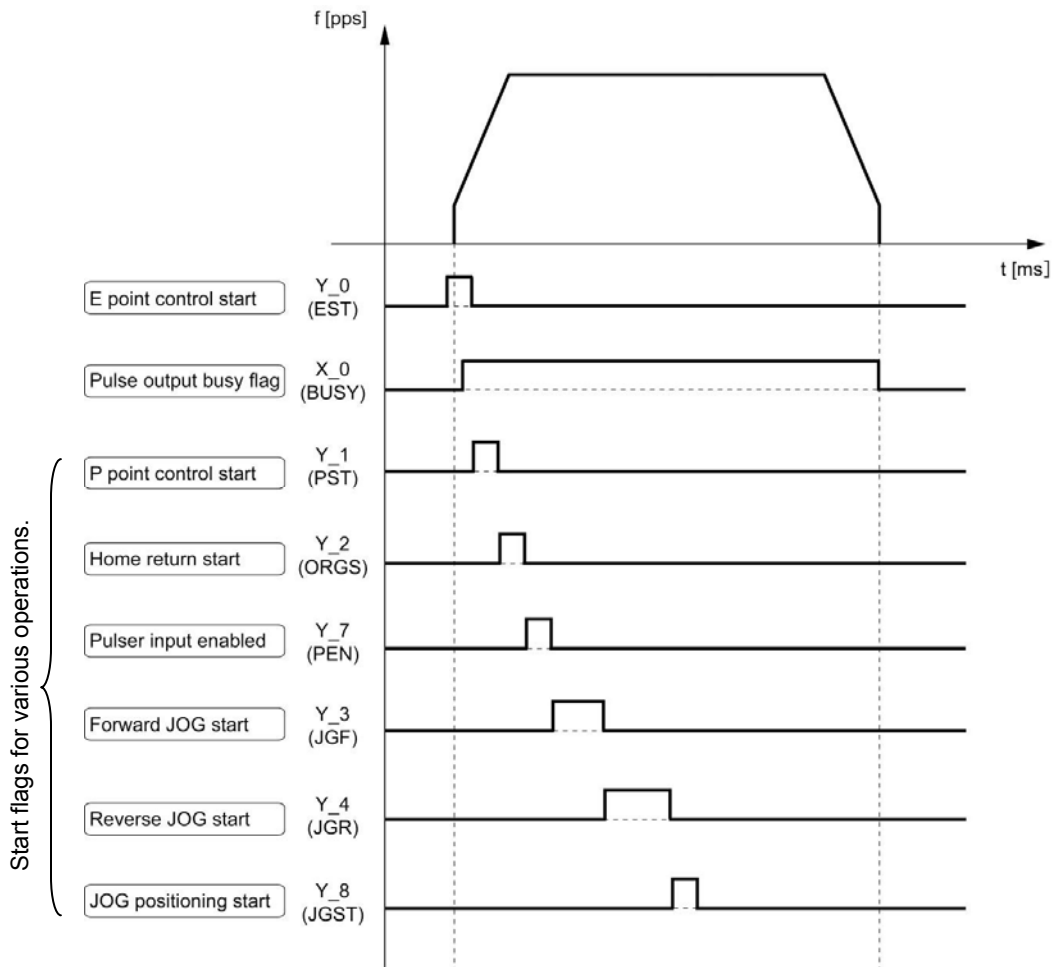 f [pps]
t [ms]
E point control start
Y_0
(EST)
Pulse output busy flag
X_0
(BUSY)
Start flags for various operations.
P point control start
Y_1
(PST)
Home return start
Y_2
(ORGS)
Pulser input enabled
Y_7
(PEN)
Forward JOG start
Y_3
(JGF)
Reverse JOG start
Y_4
(JGR)
JOG positioning start
Y_8
(JGST)